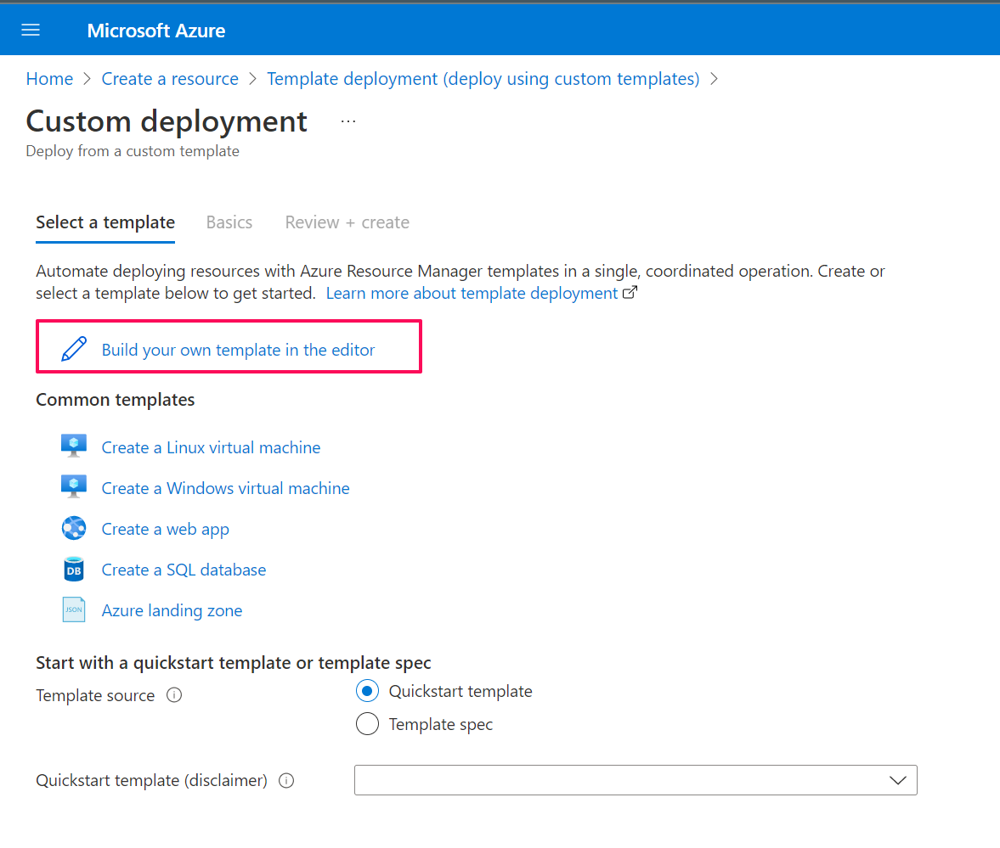 Microsoft Azure
Home > Create a resource > Template deployment (deploy using custom templates) >
Custom deployment ...
Deploy from a custom template
Select a template Basics Review + create
Automate deploying resources with Azure Resource Manager templates in a single, coordinated operation. Create or
select a template below to get started. Learn more about template deployment
Build your own template in the editor
Common templates
Create a Linux virtual machine
Create a Windows virtual machine
Create a web app
DB Create a SQL database
JSON Azure landing zone
Start with a quickstart template or template spec
Template source Quickstart template
Template spec
Quickstart template (disclaimer)